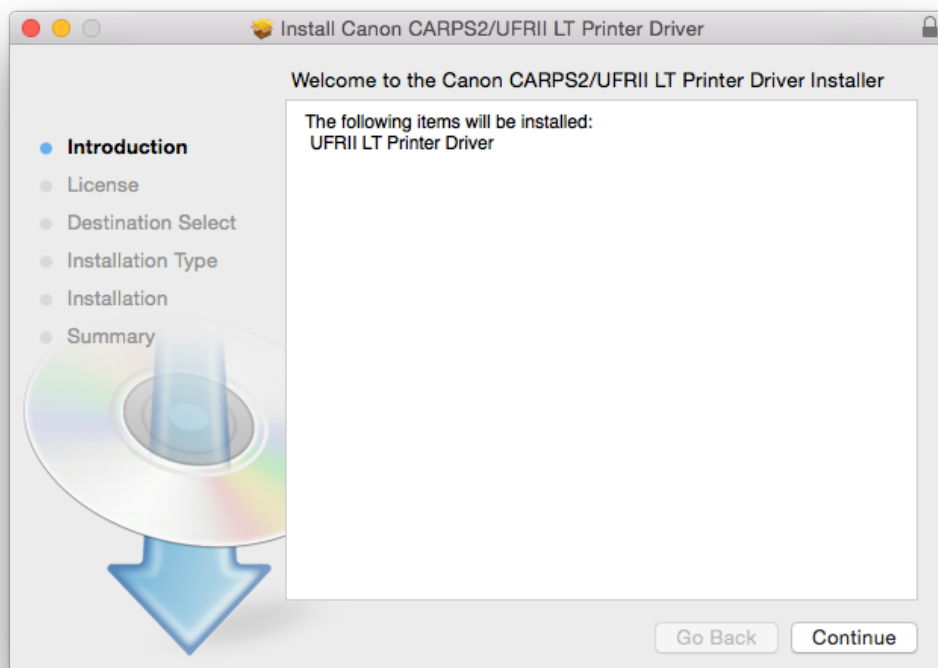 Install Canon CARPS2/UFRII LT Printer Driver
Welcome to the Canon CARPS2/UFRII LT Printer Driver Installer
Introduction
License
Destination Select
Installation Type
Installation
Summary
The following items will be installed:
UFRII LT Printer Driver
Go Back
Continue